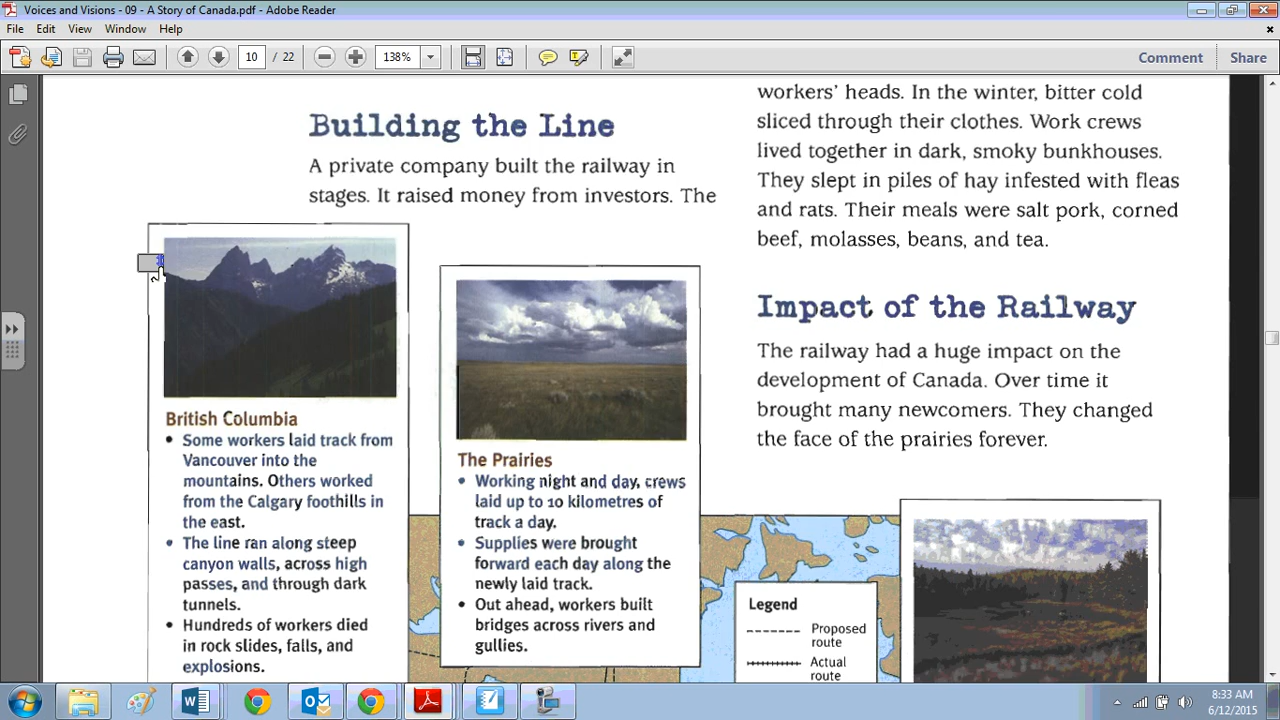 Voices and Visions - 09 - A Story of Canada.pdf - Adobe Reader
File Edit View Window Help
10 / 22 138% Comment Share
Building the Line
A private company built the railway in
stages. It raised money from investors. The
British Columbia
• Some workers laid track from
Vancouver into the
mountains. Others worked
from the Calgary foothills in
the east.
• The line ran along steep
canyon walls, across high
passes, and through dark
tunnels.
• Hundreds of workers died
in rock slides, falls, and
explosions.
The Prairies
• Working night and day, crews
laid up to 10 kilometres of
track a day.
• Supplies were brought
forward each day along the
newly laid track.
• Out ahead, workers built
bridges across rivers and
gullies.
workers' heads. In the winter, bitter cold
sliced through their clothes. Work crews
lived together in dark, smoky bunkhouses.
They slept in piles of hay infested with fleas
and rats. Their meals were salt pork, corned
beef, molasses, beans, and tea.
Impact of the Railway
The railway had a huge impact on the
development of Canada. Over time it
brought many newcomers. They changed
the face of the prairies forever.
Legend
Proposed
route
Actual
route
8:33 AM
6/12/2015